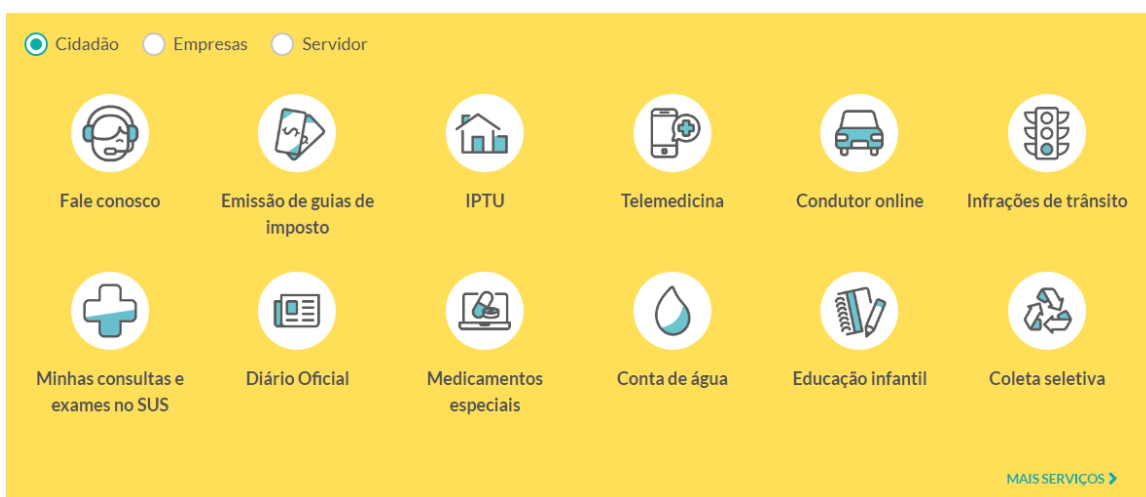 Cidadão Empresas Servidor
Fale conosco
Emissão de guias de
imposto
IPTU
Telemedicina
Condutor online
Infrações de trânsito
Minhas consultas e
exames no SUS
Diário Oficial
Medicamentos
especiais
Conta de água
Educação infantil
Coleta seletiva
MAIS SERVIÇOS